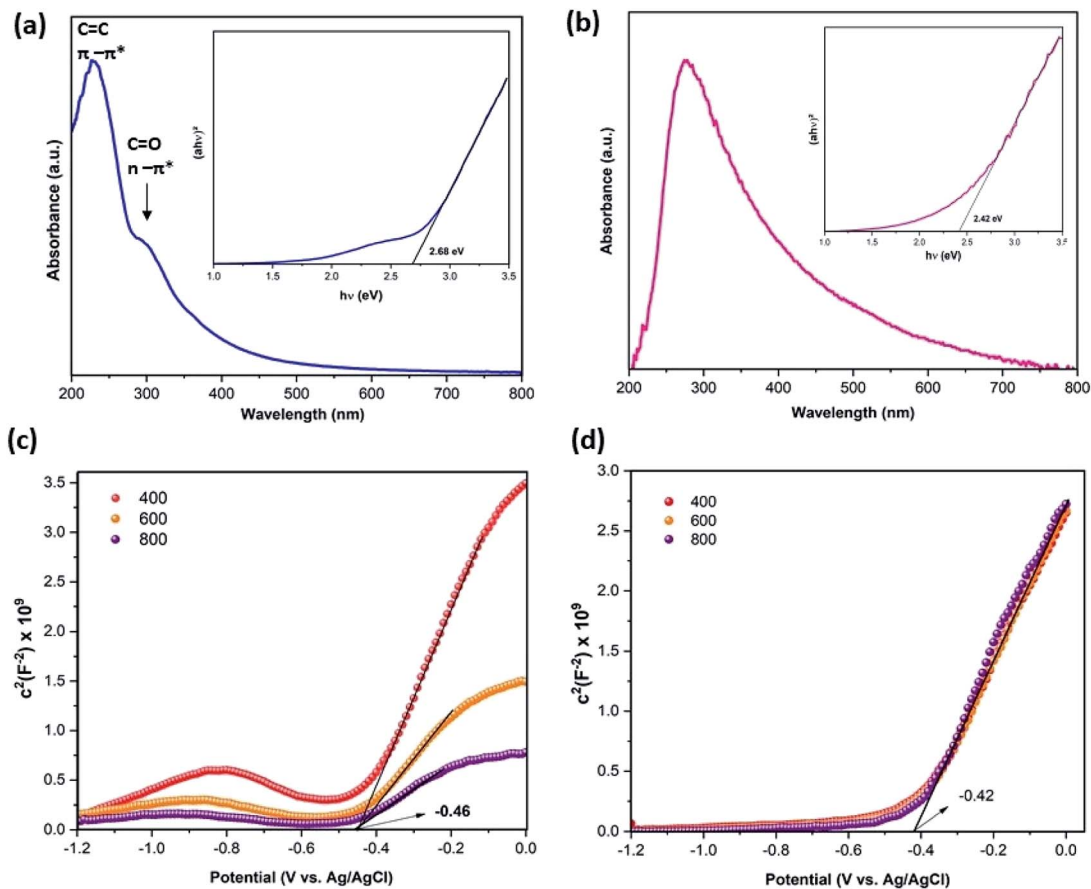 (a)
C=C
π –π*
C=O
n –π*
Absorbance (a.u.)
200 300 400 500 600 700 800
Wavelength (nm)
(ahν)²
2.68 eV
1.0 1.5 2.0 2.5 3.0 3.5
hν (eV)
(b)
Absorbance (a.u.)
200 300 400 500 600 700 800
Wavelength (nm)
(ahν)²
2.42 eV
1.0 1.5 2.0 2.5 3.0 3.5
hν (eV)
(c)
c²(F⁻²) x 10⁹
3.5
3.0
2.5
2.0
1.5
1.0
0.5
0.0
400
600
800
-0.46
-1.2 -1.0 -0.8 -0.6 -0.4 -0.2 0.0
Potential (V vs. Ag/AgCl)
(d)
c²(F⁻²) x 10⁹
3.0
2.5
2.0
1.5
1.0
0.5
0.0
400
600
800
-0.42
-1.2 -1.0 -0.8 -0.6 -0.4 -0.2 0.0
Potential (V vs. Ag/AgCl)